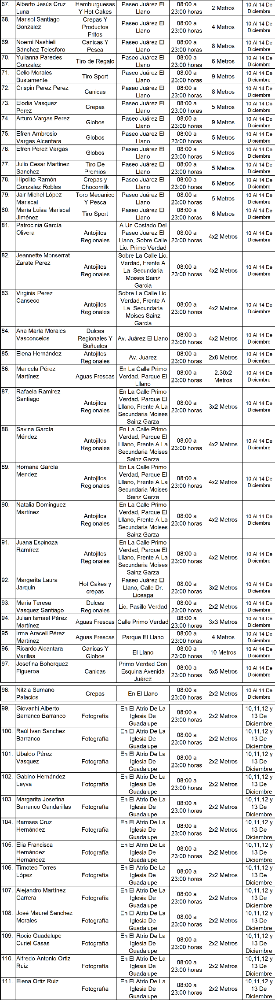 67. Alberto Jesús Cruz Luna | Hamburguesas Y Hot Cakes | Paseo Juárez El Llano | 08:00 a 23:00 horas | 2 Metros | 10 Al 14 De Diciembre
68. Marisol Santiago Gonzalez | Crepas Y Productos Fritos | Paseo Juárez El Llano | 08:00 a 23:00 horas | 4 Metros | 10 Al 14 De Diciembre
69. Noemi Nashieli Sánchez Telesforo | Canicas Y Pesca | Paseo Juárez El Llano | 08:00 a 23:00 horas | 8 Metros | 10 Al 14 De Diciembre
70. Yulianna Paredes Gonzalez | Tiro de Regalo | Paseo Juárez El Llano | 08:00 a 23:00 horas | 6 Metros | 10 Al 14 De Diciembre
71. Celio Morales Bustamente | Tiro Sport | Paseo Juárez El Llano | 08:00 a 23:00 horas | 9 Metros | 10 Al 14 De Diciembre
72. Crispin Perez Perez | Canicas | Paseo Juárez El Llano | 08:00 a 23:00 horas | 8 Metros | 10 Al 14 De Diciembre
73. Elodia Vasquez Perez | Crepas | Paseo Juárez El Llano | 08:00 a 23:00 horas | 5 Metros | 10 Al 14 De Diciembre
74. Arturo Vargas Perez | Globos | Paseo Juárez El Llano | 08:00 a 23:00 horas | 9 Metros | 10 Al 14 De Diciembre
75. Efren Ambrosio Vargas Alcantara | Globos | Paseo Juárez El Llano | 08:00 a 23:00 horas | 5 Metros | 10 Al 14 De Diciembre
76. Efren Perez Vargas | Globos | Paseo Juárez El Llano | 08:00 a 23:00 horas | 5 Metros | 10 Al 14 De Diciembre
77. Julio Cesar Martinez Sanchez | Tiro De Premios | Paseo Juárez El Llano | 08:00 a 23:00 horas | 5 Metros | 10 Al 14 De Diciembre
78. Hipolito Ramón Gonzalez Robles | Crepas y Chocomilk | Paseo Juárez El Llano | 08:00 a 23:00 horas | 6 Metros | 10 Al 14 De Diciembre
79. Jair Michel López Mariscal | Toro Mecanico Y Pesca | Paseo Juárez El Llano | 08:00 a 23:00 horas | 5 Metros | 10 Al 14 De Diciembre
80. María Luisa Mariscal Jiménez | Tiro Sport | Paseo Juárez El Llano | 08:00 a 23:00 horas | 6 Metros | 10 Al 14 De Diciembre
81. Patrocinia García Olivera | Antojitos Regionales | A Un Costado Del Paseo Juárez El Llano, Sobre Calle Lic. Primo Verdad | 08:00 a 23:00 horas | 4x2 Metros | 10 Al 14 De Diciembre
82. Jeannette Monserrat Zarate Perez | Antojitos Regionales | Sobre La Calle Lic. Verdad, Frente A La Secundaria Moises Sainz Garcia | 08:00 a 23:00 horas | 4x2 Metros | 10 Al 14 De Diciembre
83. Virginia Perez Canseco | Antojitos Regionales | Sobre La Calle Lic. Verdad, Frente A La Secundaria Moises Sainz Garcia | 08:00 a 23:00 horas | 4x2 Metros | 10 Al 14 De Diciembre
84. Ana María Morales Vasconcelos | Dulces Regionales Y Buñuelos | Av. Juárez El Llano | 08:00 a 23:00 horas | 4x2 Metros | 10 Al 14 De Diciembre
85. Elena Hernández | Antojitos Regionales | Av. Juarez | 08:00 a 23:00 horas | 2x8 Metros | 10 Al 14 De Diciembre
86. Maricela Pérez Martínez | Aguas Frescas | En La Calle Primo Verdad, Parque El Lllano | 08:00 a 23:00 horas | 2.30x2 Metros | 10 Al 14 De Diciembre
87. Rafaela Ramirez Santiago | Antojitos Regionales | En La Calle Primo Verdad, Parque El Lllano, Frente A La Secundaria Moises Sainz Garza | 08:00 a 23:00 horas | 3x2 Metros | 10 Al 14 De Diciembre
88. Savina García Méndez | Antojitos Regionales | En La Calle Primo Verdad, Parque El Lllano, Frente A La Secundaria Moises Sainz Garza | 08:00 a 23:00 horas | 4x2 Metros | 10 Al 14 De Diciembre
89. Romana García Mendez | Antojitos Regionales | En La Calle Primo Verdad, Parque El Lllano, Frente A La Secundaria Moises Sainz Garza | 08:00 a 23:00 horas | 4x2 Metros | 10 Al 14 De Diciembre
90. Natalia Dominguez Martínez | Antojitos Regionales | En La Calle Primo Verdad, Parque El Lllano, Frente A La Secundaria Moises Sainz Garza | 08:00 a 23:00 horas | 4x2 Metros | 10 Al 14 De Diciembre
91. Juana Espinoza Ramírez | Antojitos Regionales | En La Calle Primo Verdad, Parque El Lllano, Frente A La Secundaria Moises Sainz Garza | 08:00 a 23:00 horas | 4x2 Metros | 10 Al 14 De Diciembre
92. Margarita Laura Jarquin | Hot Cakes y crepas | Paseo Juárez El Llano, Calle Dr. Liceaga | 08:00 a 23:00 horas | 3x2 Metros | 10 Al 14 De Diciembre
93. María Teresa Vasquez Santiago | Dulces Regionales | Lic. Pasillo Verdad | 08:00 a 23:00 horas | 2x2 Metros | 10 Al 14 De Diciembre
94. Julian Ismael Pérez Martínez | Aguas Frescas | Calle Primo Verdad | 08:00 a 23:00 horas | 3x3 Metros | 10 Al 14 De Diciembre
95. Irma Araceli Pérez Martínez | Aguas Frescas | Parque El Llano | 08:00 a 23:00 horas | 4 Metros | 10 Al 14 De Diciembre
96. Ricardo Alcantara Varillas | Canicas Y Globos | El Llano | 08:00 a 23:00 horas | 10 Metros | 10 Al 14 De Diciembre
97. Josefina Bohorquez Figueroa | Canicas | Primo Verdad Con Esquina Avenida Juárez | 08:00 a 23:00 horas | 5x5 Metros | 10 Al 14 De Diciembre
98. Nitzia Sumano Palacios | Crepas | En El Llano | 08:00 a 23:00 horas | 2x2 Metros | 10 Al 14 De Diciembre
99. Giovanhi Alberto Barranco Barranco | Fotografía | En El Atrio De La Iglesia De Guadalupe | 08:00 a 23:00 horas | 2x2 Metros | 10,11,12 y 13 De Diciembre
100. Raúl Ivan Sanchez Barranco | Fotografía | En El Atrio De La Iglesia De Guadalupe | 08:00 a 23:00 horas | 2x2 Metros | 10,11,12 y 13 De Diciembre
101. Ubaldo Pérez Vasquez | Fotografía | En El Atrio De La Iglesia De Guadalupe | 08:00 a 23:00 horas | 2x2 Metros | 10,11,12 y 13 De Diciembre
102. Gabino Hernández Leyva | Fotografía | En El Atrio De La Iglesia De Guadalupe | 08:00 a 23:00 horas | 2x2 Metros | 10,11,12 y 13 De Diciembre
103. Margarita Josefina Barranco Gandarillas | Fotografía | En El Atrio De La Iglesia De Guadalupe | 08:00 a 23:00 horas | 2x2 Metros | 10,11,12 y 13 De Diciembre
104. Ramses Cruz Hernández | Fotografía | En El Atrio De La Iglesia De Guadalupe | 08:00 a 23:00 horas | 2x2 Metros | 10,11,12 y 13 De Diciembre
105. Elia Francisca Hernández Hernández | Fotografía | En El Atrio De La Iglesia De Guadalupe | 08:00 a 23:00 horas | 2x2 Metros | 10,11,12 y 13 De Diciembre
106. Timoteo Torres López | Fotografía | En El Atrio De La Iglesia De Guadalupe | 08:00 a 23:00 horas | 2x2 Metros | 10,11,12 y 13 De Diciembre
107. Alejandro Martínez Carrera | Fotografía | En El Atrio De La Iglesia De Guadalupe | 08:00 a 23:00 horas | 2x2 Metros | 10,11,12 y 13 De Diciembre
108. José Maurel Sanchez Morales | Fotografía | En El Atrio De La Iglesia De Guadalupe | 08:00 a 23:00 horas | 2x2 Metros | 10,11,12 y 13 De Diciembre
109. Rocio Guadalupe Curiel Casas | Fotografía | En El Atrio De La Iglesia De Guadalupe | 08:00 a 23:00 horas | 2x2 Metros | 10,11,12 y 13 De Diciembre
110. Alfredo Antonio Ortiz Ruiz | Fotografía | En El Atrio De La Iglesia De Guadalupe | 08:00 a 23:00 horas | 2x2 Metros | 10,11,12 y 13 De Diciembre
111. Elena Ortiz Ruiz | Fotografía | En El Atrio De La Iglesia De Guadalupe | 08:00 a 23:00 horas | 2x2 Metros | 10,11,12 y 13 De Diciembre